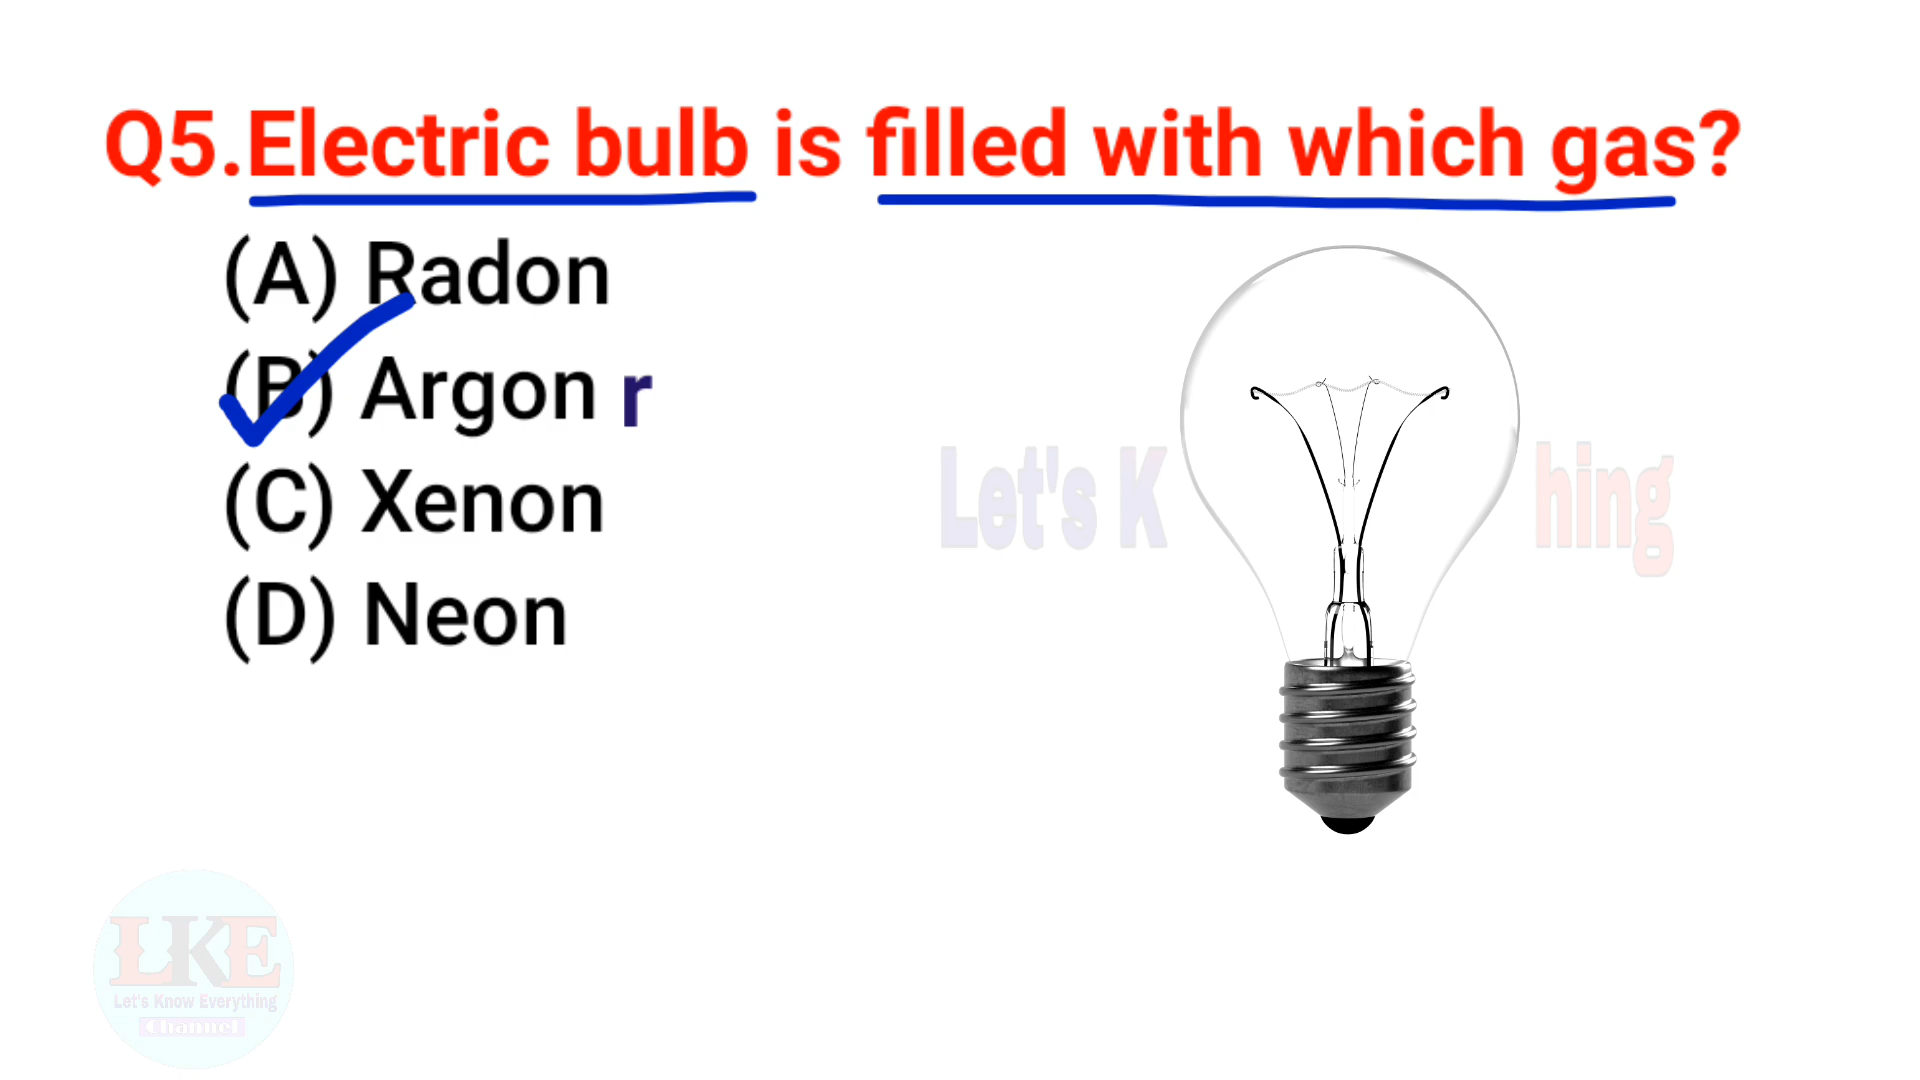 Q5.Electric bulb is filled with which gas?
(A) Radon
(B) Argon r
(C) Xenon
(D) Neon
Let's K hing
LKE
Let's Know Everything
Channel